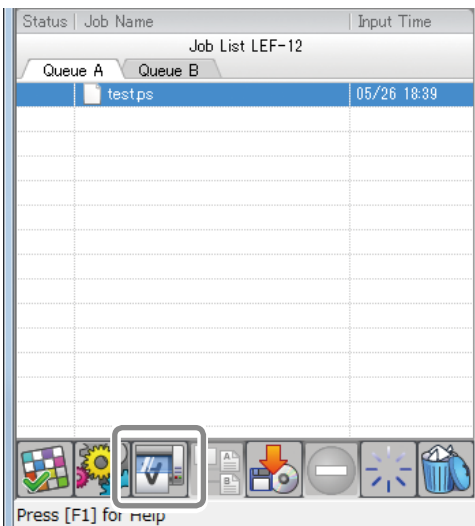 Status Job Name Input Time
Job List LEF-12
Queue A Queue B
test.ps 05/26 18:39
V
A
B
Press [F1] for Help